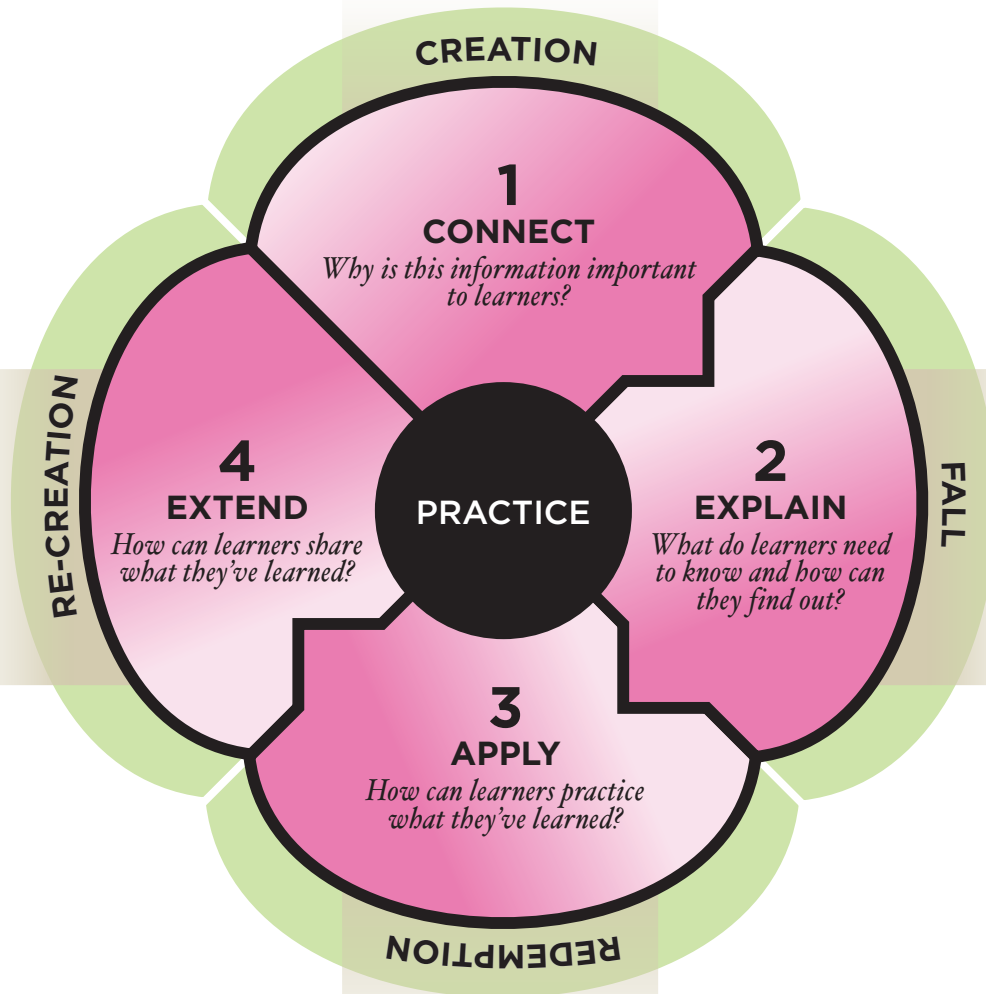 CREATION
1
CONNECT
Why is this information important
to learners?
2
EXPLAIN
What do learners need
to know and how can
they find out?
FALL
PRACTICE
3
APPLY
How can learners practice
what they've learned?
REDEMPTION
4
EXTEND
How can learners share
what they've learned?
RE-CREATION